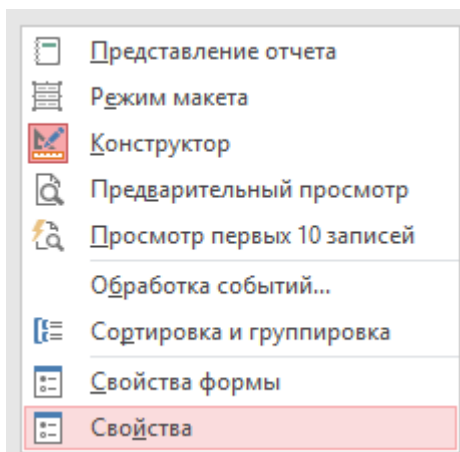 Представление отчета
Режим макета
Конструктор
Предварительный просмотр
Просмотр первых 10 записей
Обработка событий...
Сортировка и группировка
Свойства формы
Свойства